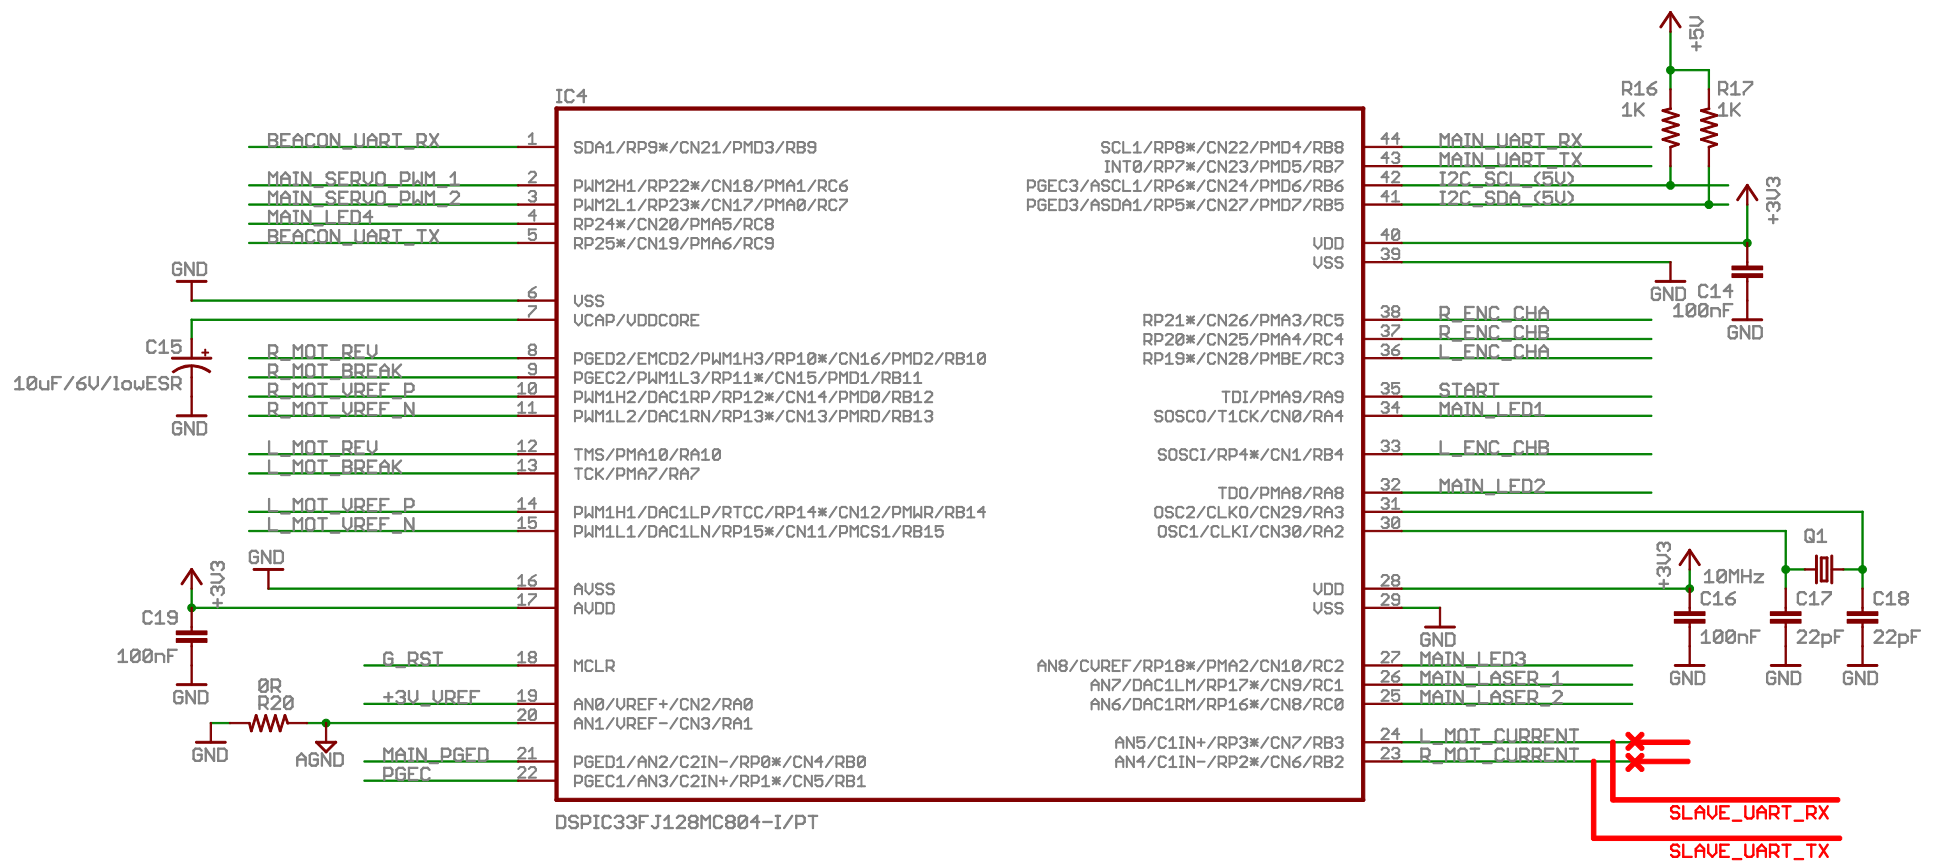 +5V
R16
R17
1K
1K
IC4
BEACON_UART_RX
1
SDA1/RP9*/CN21/PMD3/RB9
SCL1/RP8*/CN22/PMD4/RB8
44
MAIN_UART_RX
INT0/RP7*/CN23/PMD5/RB7
43
MAIN_UART_TX
MAIN_SERVO_PWM_1
2
PWM2H1/RP22*/CN18/PMA1/RC6
PGEC3/ASCL1/RP6*/CN24/PMD6/RB6
42
I2C_SCL_(5V)
MAIN_SERVO_PWM_2
3
PWM2L1/RP23*/CN17/PMA0/RC7
PGED3/ASDA1/RP5*/CN27/PMD7/RB5
41
I2C_SDA_(5V)
+3V3
MAIN_LED4
4
RP24*/CN20/PMA5/RC8
BEACON_UART_TX
5
RP25*/CN19/PMA6/RC9
VDD
40
VSS
39
GND
GND
C14
100nF
GND
6
VSS
7
VCAP/VDDCORE
RP21*/CN26/PMA3/RC5
38
R_ENC_CHA
RP20*/CN25/PMA4/RC4
37
R_ENC_CHB
C15
10uF/6V/lowESR
GND
R_MOT_REV
8
PGED2/EMCD2/PWM1H3/RP10*/CN16/PMD2/RB10
RP19*/CN28/PMBE/RC3
36
L_ENC_CHA
R_MOT_BREAK
9
PGEC2/PWM1L3/RP11*/CN15/PMD1/RB11
R_MOT_VREF_P
10
PWM1H2/DAC1RP/RP12*/CN14/PMD0/RB12
TDI/PMA9/RA9
35
START
R_MOT_VREF_N
11
PWM1L2/DAC1RN/RP13*/CN13/PMRD/RB13
SOSCO/T1CK/CN0/RA4
34
MAIN_LED1
L_MOT_REV
12
TMS/PMA10/RA10
SOSCI/RP4*/CN1/RB4
33
L_ENC_CHB
L_MOT_BREAK
13
TCK/PMA7/RA7
TDO/PMA8/RA8
32
MAIN_LED2
L_MOT_VREF_P
14
PWM1H1/DAC1LP/RTCC/RP14*/CN12/PMWR/RB14
OSC2/CLKO/CN29/RA3
31
L_MOT_VREF_N
15
PWM1L1/DAC1LN/RP15*/CN11/PMCS1/RB15
OSC1/CLKI/CN30/RA2
30
Q1
10MHz
GND
+3V3
16
AVSS
VDD
28
+3V3
17
AVDD
VSS
29
GND
C19
100nF
GND
C16
100nF
GND
C17
22pF
GND
C18
22pF
GND
G_RST
18
MCLR
AN8/CVREF/RP18*/PMA2/CN10/RC2
27
MAIN_LED3
AN7/DAC1LM/RP17*/CN9/RC1
26
MAIN_LASER_1
0R
R20
GND
AGND
+3V_VREF
19
AN0/VREF+/CN2/RA0
AN6/DAC1RM/RP16*/CN8/RC0
25
MAIN_LASER_2
20
AN1/VREF-/CN3/RA1
AN5/C1IN+/RP3*/CN7/RB3
24
L_MOT_CURRENT
MAIN_PGED
21
PGED1/AN2/C2IN-/RP0*/CN4/RB0
AN4/C1IN-/RP2*/CN6/RB2
23
R_MOT_CURRENT
PGEC
22
PGEC1/AN3/C2IN+/RP1*/CN5/RB1
SLAVE_UART_RX
DSPIC33FJ128MC804-I/PT
SLAVE_UART_TX